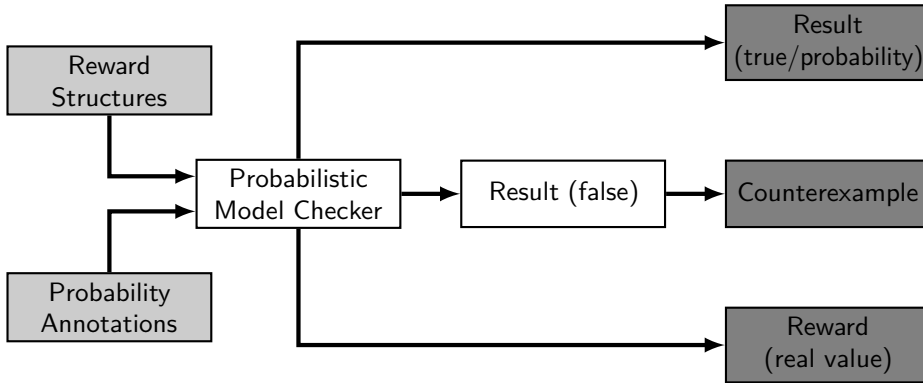 Reward
Structures
Probability
Annotations
Probabilistic
Model Checker
Result (false)
Result
(true/probability)
Counterexample
Reward
(real value)